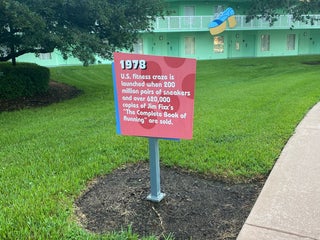 1978
U.S. fitness craze is
launched when 200
million pairs of sneakers
and over 620,000
copies of Jim Fixx's
"The Complete Book of
Running" are sold.